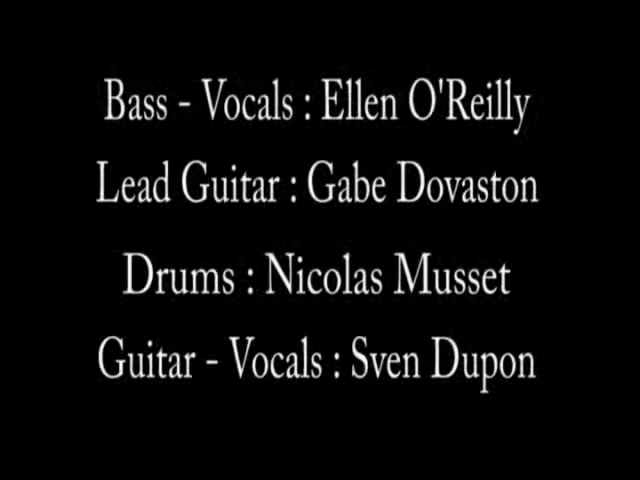 Bass - Vocals : Ellen O'Reilly
Lead Guitar : Gabe Dovaston
Drums : Nicolas Musset
Guitar - Vocals : Sven Dupon